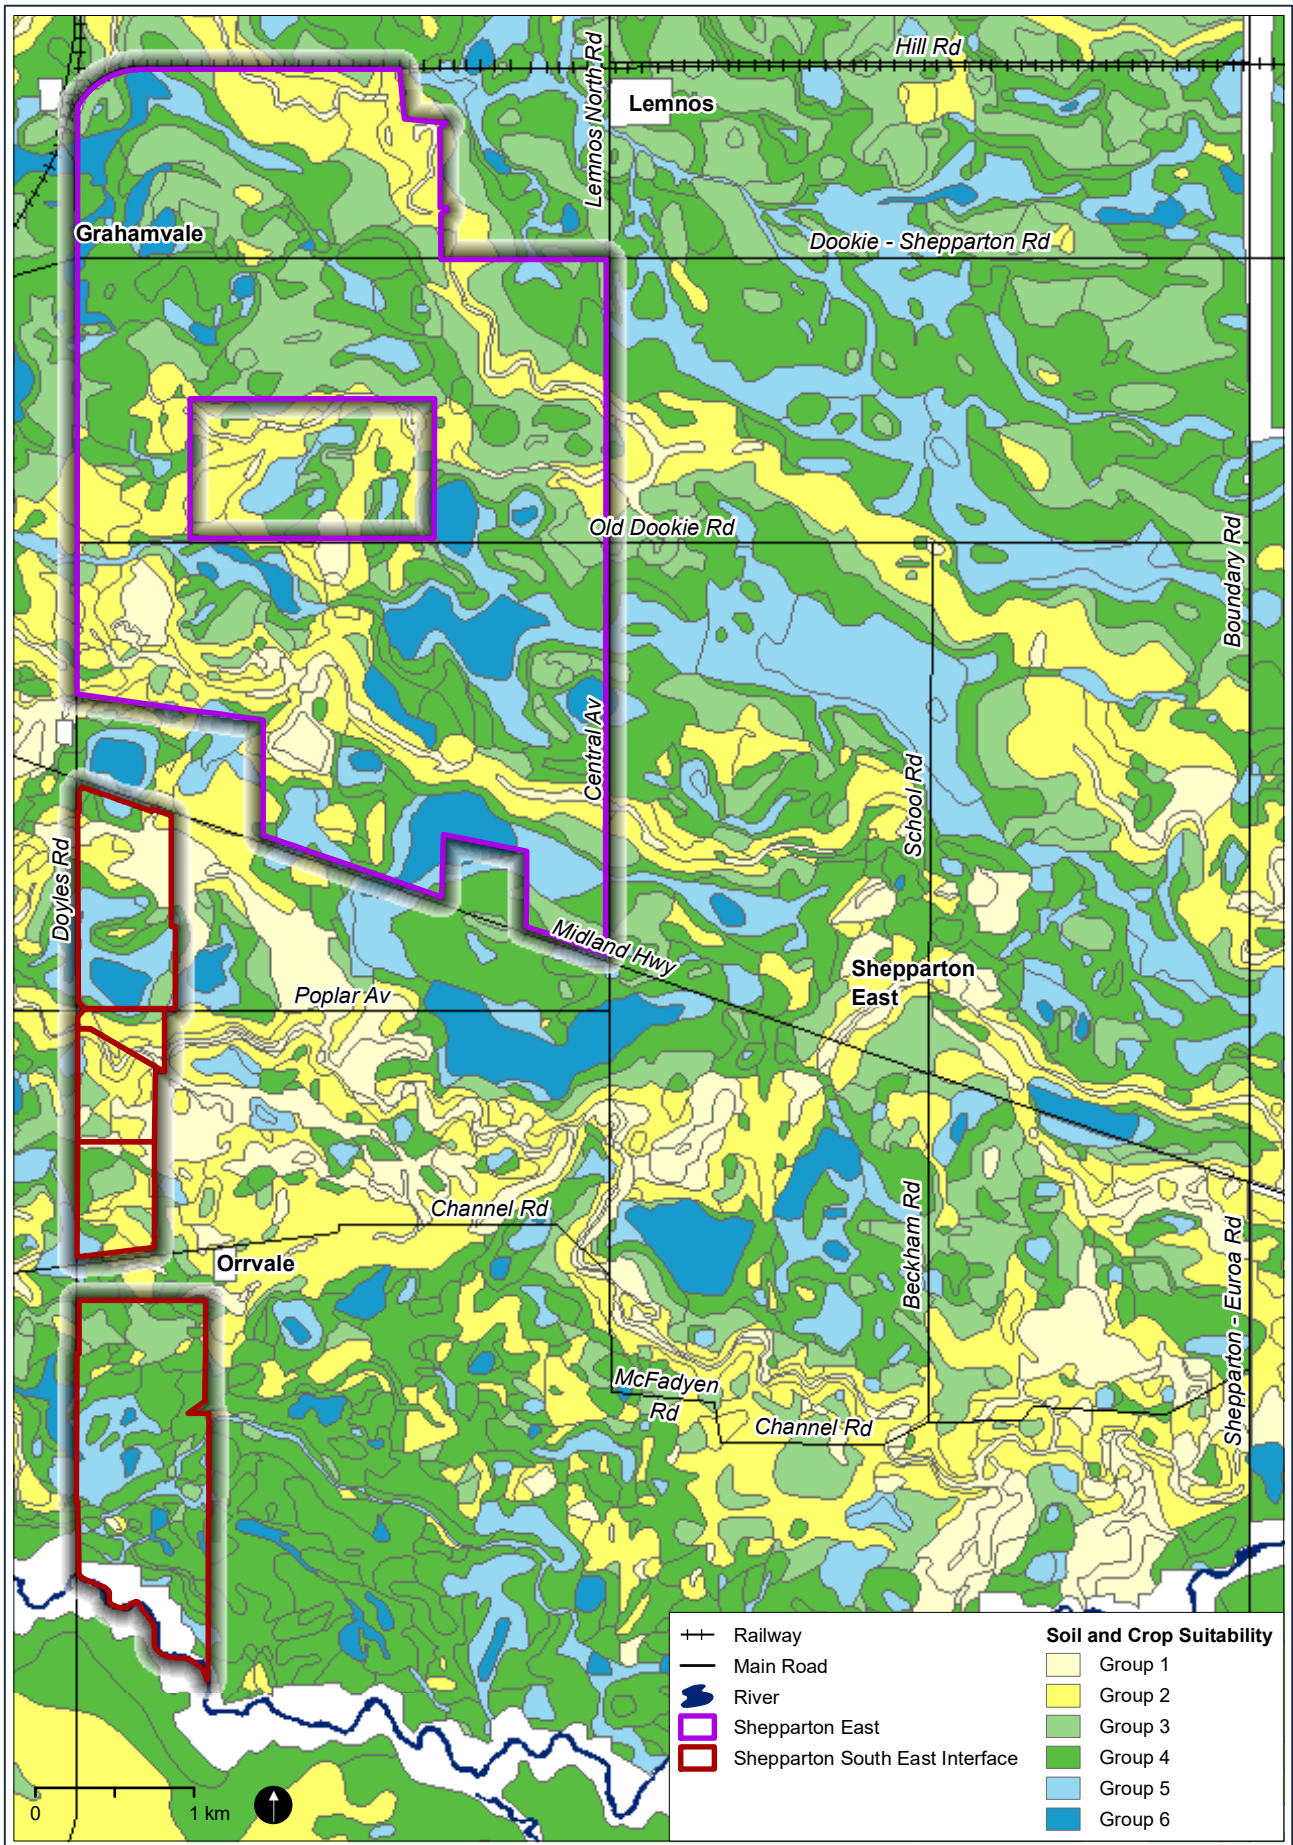 Hill Rd
Lemnos North Rd
Lemnos
Grahamvale
Dookie - Shepparton Rd
Old Dookie Rd
Boundary Rd
Central Av
School Rd
Doyles Rd
Midland Hwy
Shepparton
East
Poplar Av
Channel Rd
Beckham Rd
Shepparton - Euroa Rd
Orrvale
McFadyen
Rd
Channel Rd
Railway
Main Road
River
Shepparton East
Shepparton South East Interface
Soil and Crop Suitability
Group 1
Group 2
Group 3
Group 4
Group 5
Group 6
0 1 km